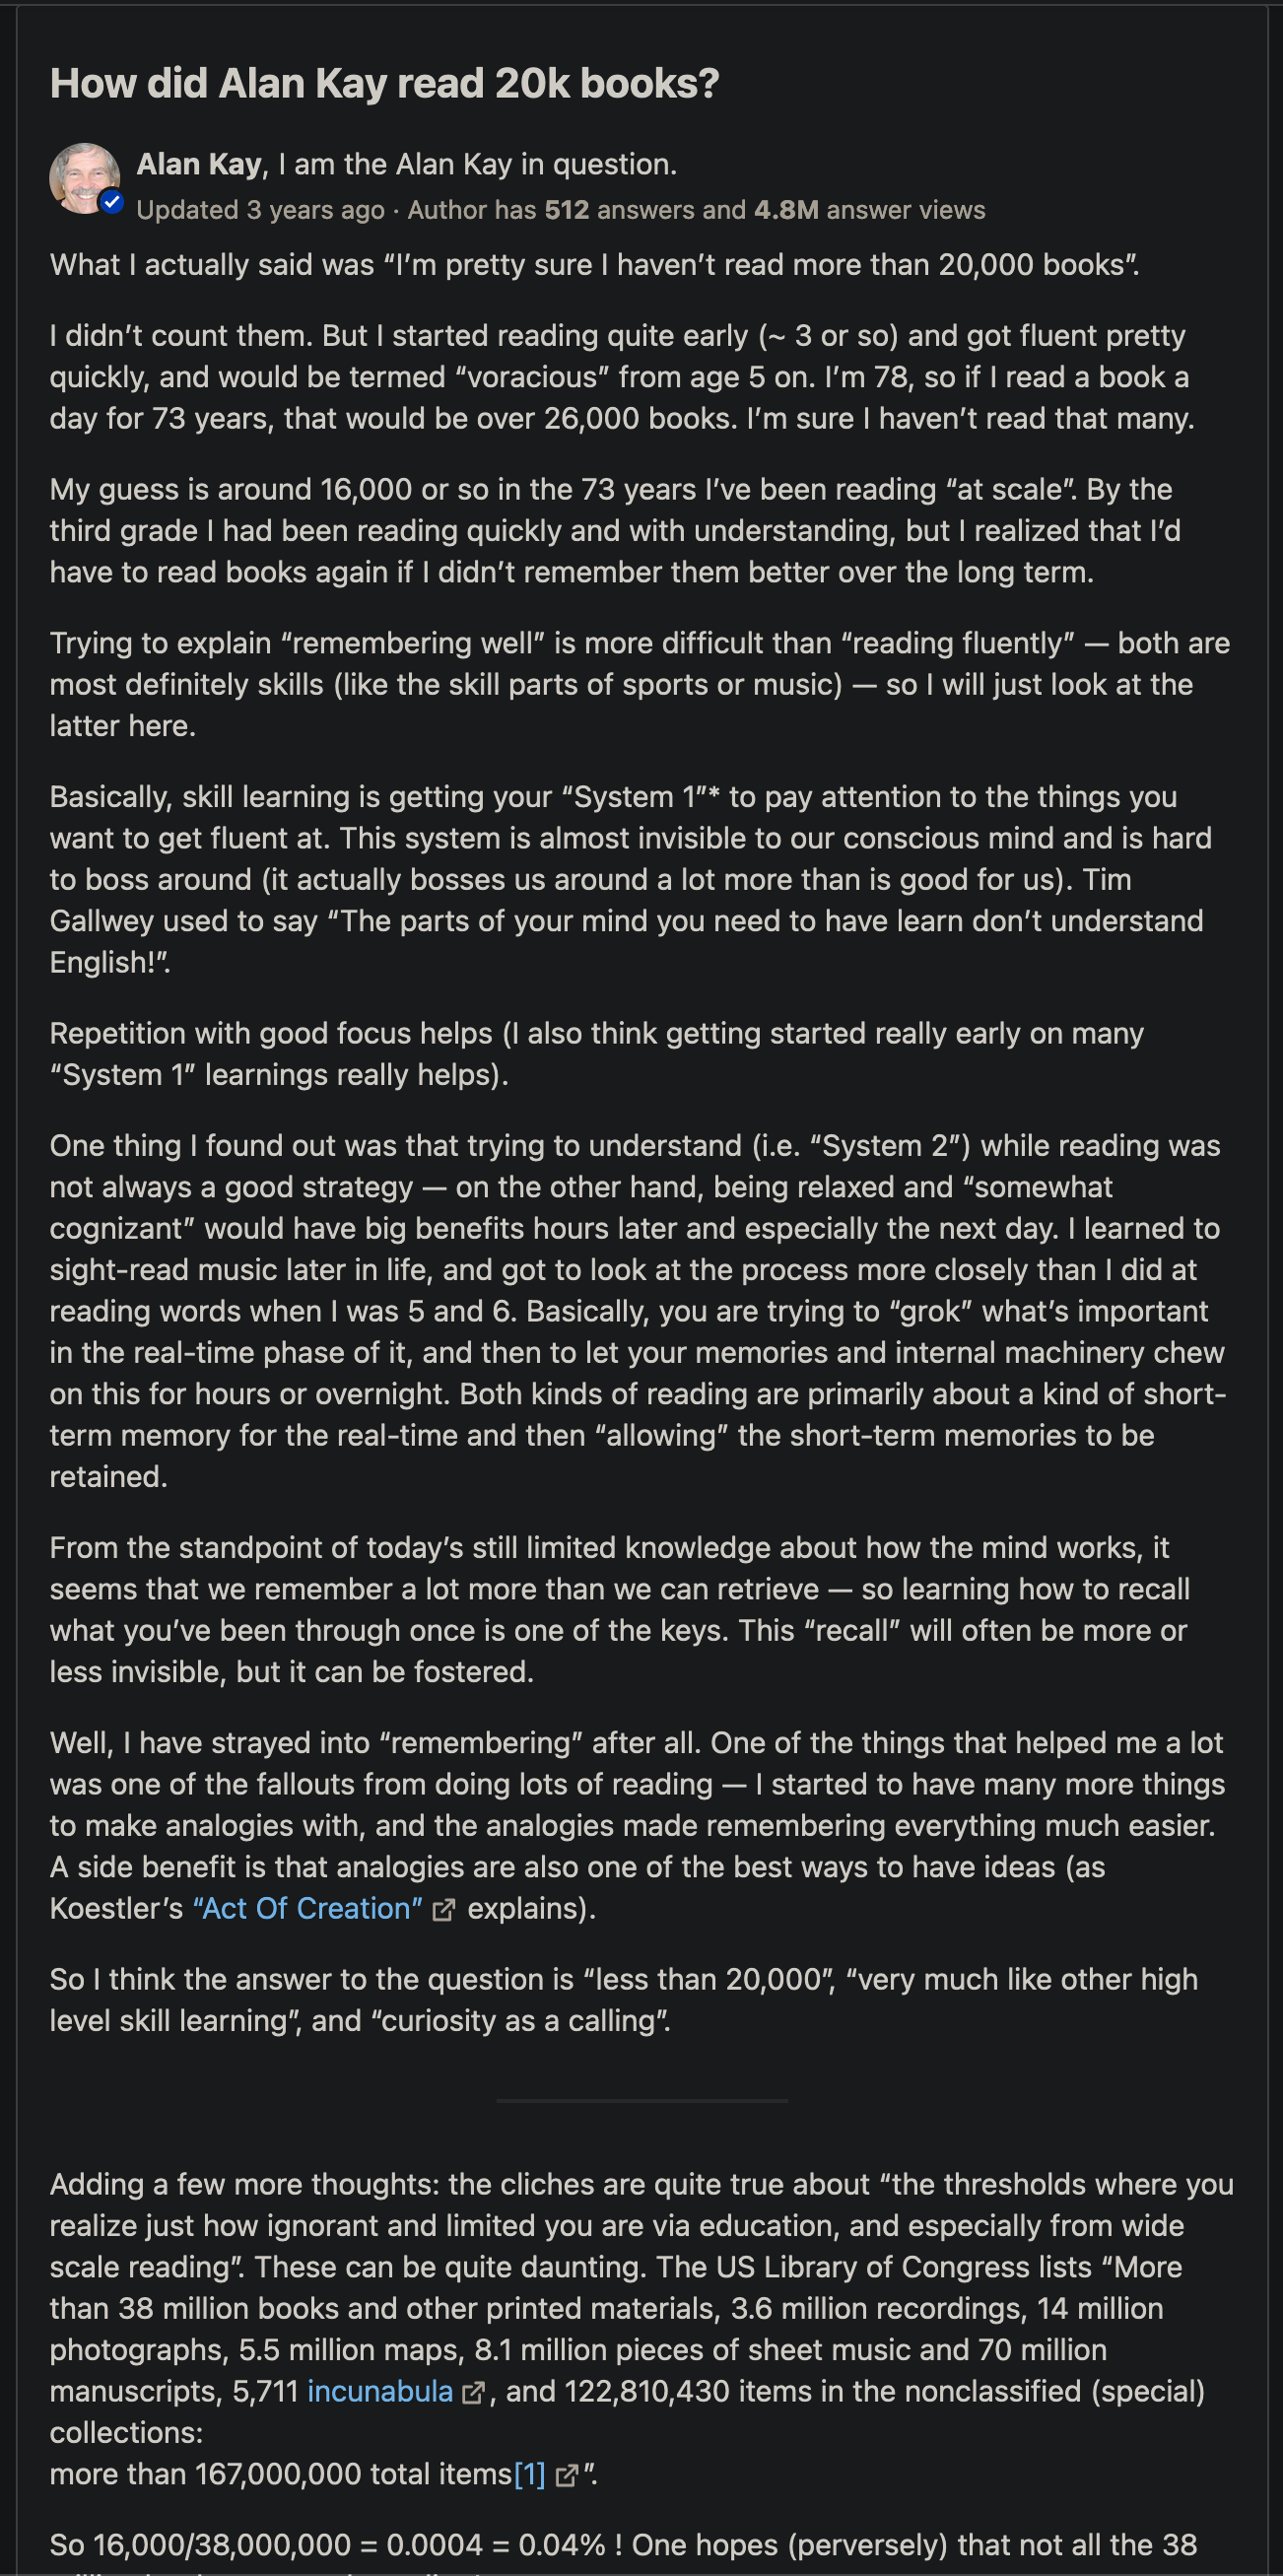 How did Alan Kay read 20k books?
Alan Kay, I am the Alan Kay in question.
Updated 3 years ago · Author has 512 answers and 4.8M answer views
What I actually said was “I’m pretty sure I haven’t read more than 20,000 books”.
I didn’t count them. But I started reading quite early (~ 3 or so) and got fluent pretty
quickly, and would be termed “voracious” from age 5 on. I’m 78, so if I read a book a
day for 73 years, that would be over 26,000 books. I’m sure I haven’t read that many.
My guess is around 16,000 or so in the 73 years I’ve been reading “at scale”. By the
third grade I had been reading quickly and with understanding, but I realized that I’d
have to read books again if I didn’t remember them better over the long term.
Trying to explain “remembering well” is more difficult than “reading fluently” — both are
most definitely skills (like the skill parts of sports or music) — so I will just look at the
latter here.
Basically, skill learning is getting your “System 1”* to pay attention to the things you
want to get fluent at. This system is almost invisible to our conscious mind and is hard
to boss around (it actually bosses us around a lot more than is good for us). Tim
Gallwey used to say “The parts of your mind you need to have learn don’t understand
English!”.
Repetition with good focus helps (I also think getting started really early on many
“System 1” learnings really helps).
One thing I found out was that trying to understand (i.e. “System 2”) while reading was
not always a good strategy — on the other hand, being relaxed and “somewhat
cognizant” would have big benefits hours later and especially the next day. I learned to
sight-read music later in life, and got to look at the process more closely than I did at
reading words when I was 5 and 6. Basically, you are trying to “grok” what’s important
in the real-time phase of it, and then to let your memories and internal machinery chew
on this for hours or overnight. Both kinds of reading are primarily about a kind of short-
term memory for the real-time and then “allowing” the short-term memories to be
retained.
From the standpoint of today’s still limited knowledge about how the mind works, it
seems that we remember a lot more than we can retrieve — so learning how to recall
what you’ve been through once is one of the keys. This “recall” will often be more or
less invisible, but it can be fostered.
Well, I have strayed into “remembering” after all. One of the things that helped me a lot
was one of the fallouts from doing lots of reading — I started to have many more things
to make analogies with, and the analogies made remembering everything much easier.
A side benefit is that analogies are also one of the best ways to have ideas (as
Koestler’s “Act Of Creation” explains).
So I think the answer to the question is “less than 20,000”, “very much like other high
level skill learning”, and “curiosity as a calling”.
Adding a few more thoughts: the cliches are quite true about “the thresholds where you
realize just how ignorant and limited you are via education, and especially from wide
scale reading”. These can be quite daunting. The US Library of Congress lists “More
than 38 million books and other printed materials, 3.6 million recordings, 14 million
photographs, 5.5 million maps, 8.1 million pieces of sheet music and 70 million
manuscripts, 5,711 incunabula , and 122,810,430 items in the nonclassified (special)
collections:
more than 167,000,000 total items[1] ”.
So 16,000/38,000,000 = 0.0004 = 0.04% ! One hopes (perversely) that not all the 38